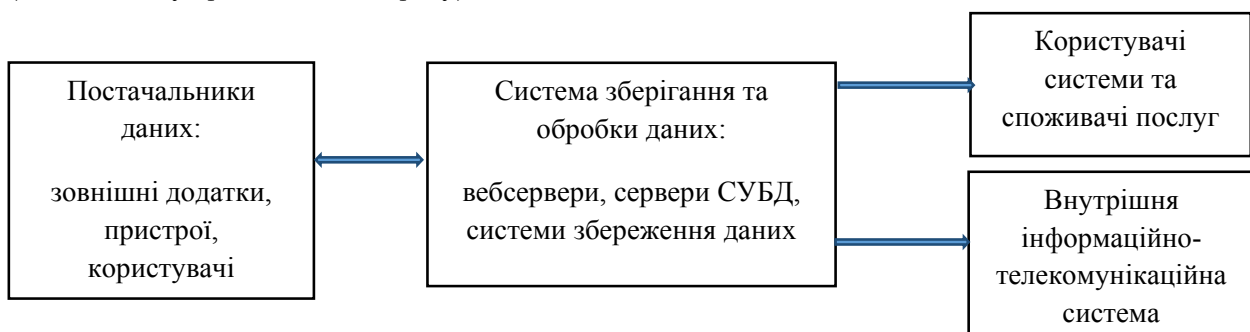 Постачальники
даних:
зовнішні додатки,
пристрої,
користувачі
Система зберігання та
обробки даних:
вебсервери, сервери СУБД,
системи збереження даних
Користувачі
системи та
споживачі послуг
Внутрішня
інформаційно-
телекомунікаційна
система